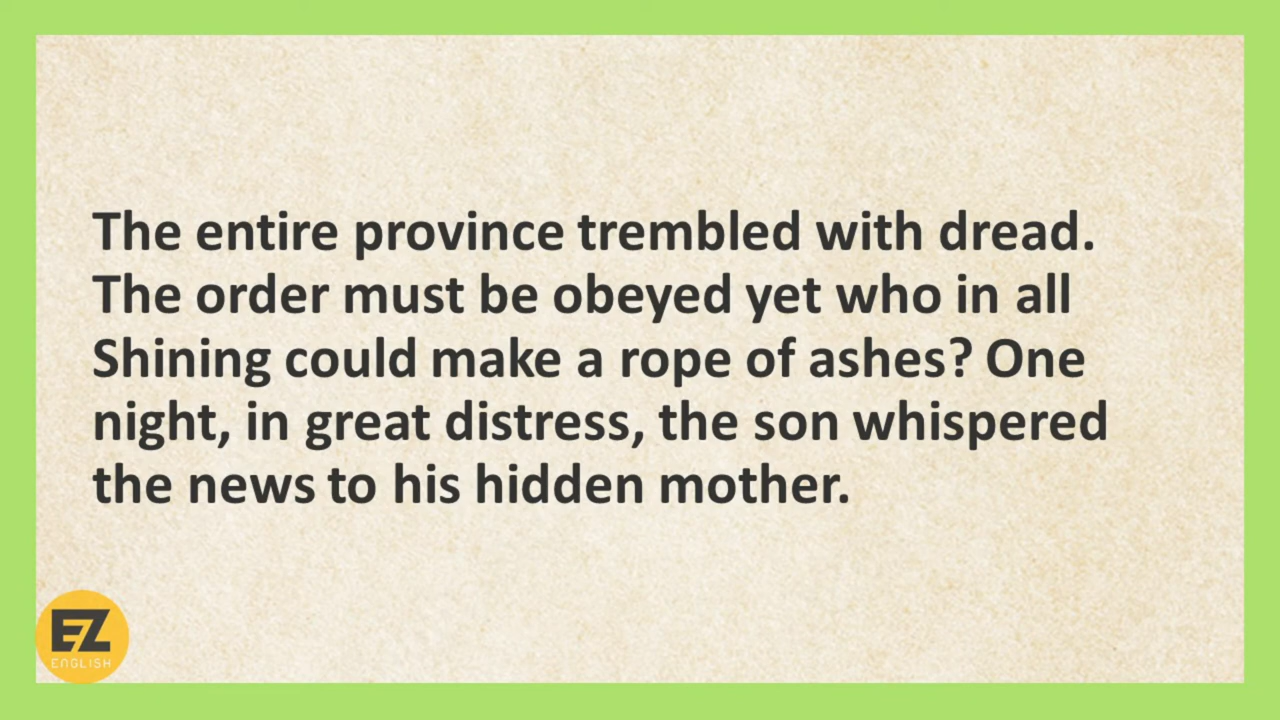 The entire province trembled with dread.
The order must be obeyed yet who in all
Shining could make a rope of ashes? One
night, in great distress, the son whispered
the news to his hidden mother.
EZ
ENGLISH